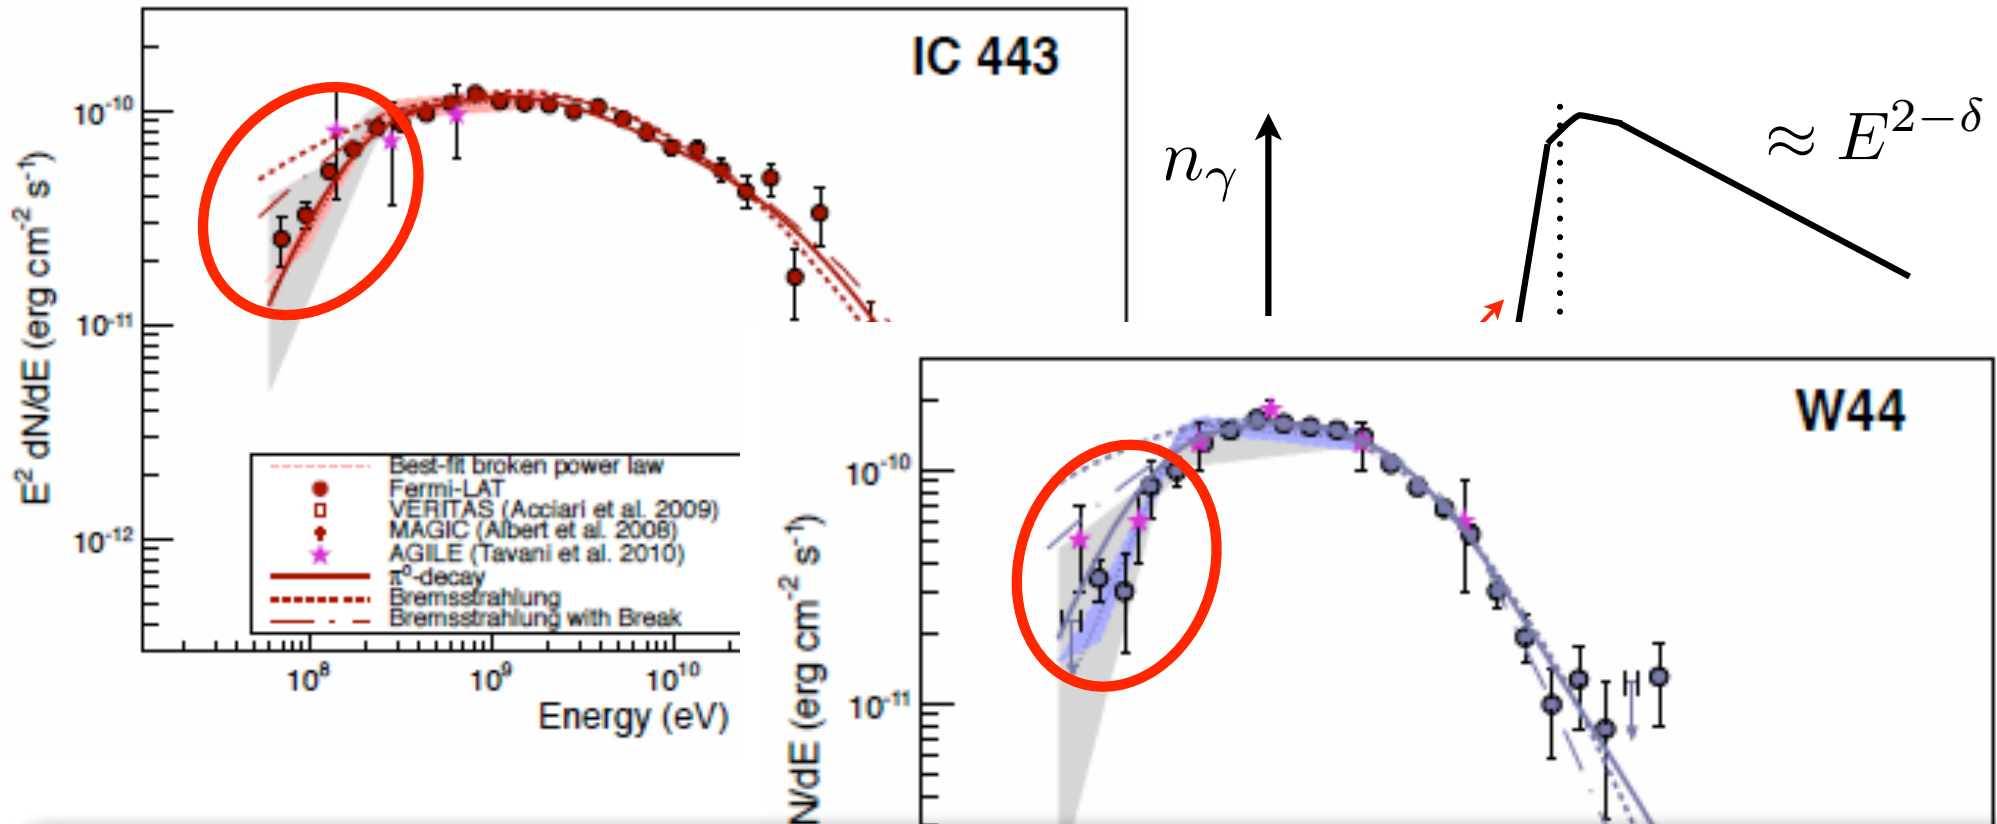 IC 443
10^-10
10^-11
10^-12
E^2 dN/dE (erg cm^-2 s^-1)
Best-fit broken power law
Fermi-LAT
VERITAS (Acciari et al. 2009)
MAGIC (Albert et al. 2008)
AGILE (Tavani et al. 2010)
π^0-decay
Bremsstrahlung
Bremsstrahlung with Break
10^8 10^9 10^10
Energy (eV)
n_γ
≈ E^{2-δ}
W44
10^-10
10^-11
N/dE (erg cm^-2 s^-1)